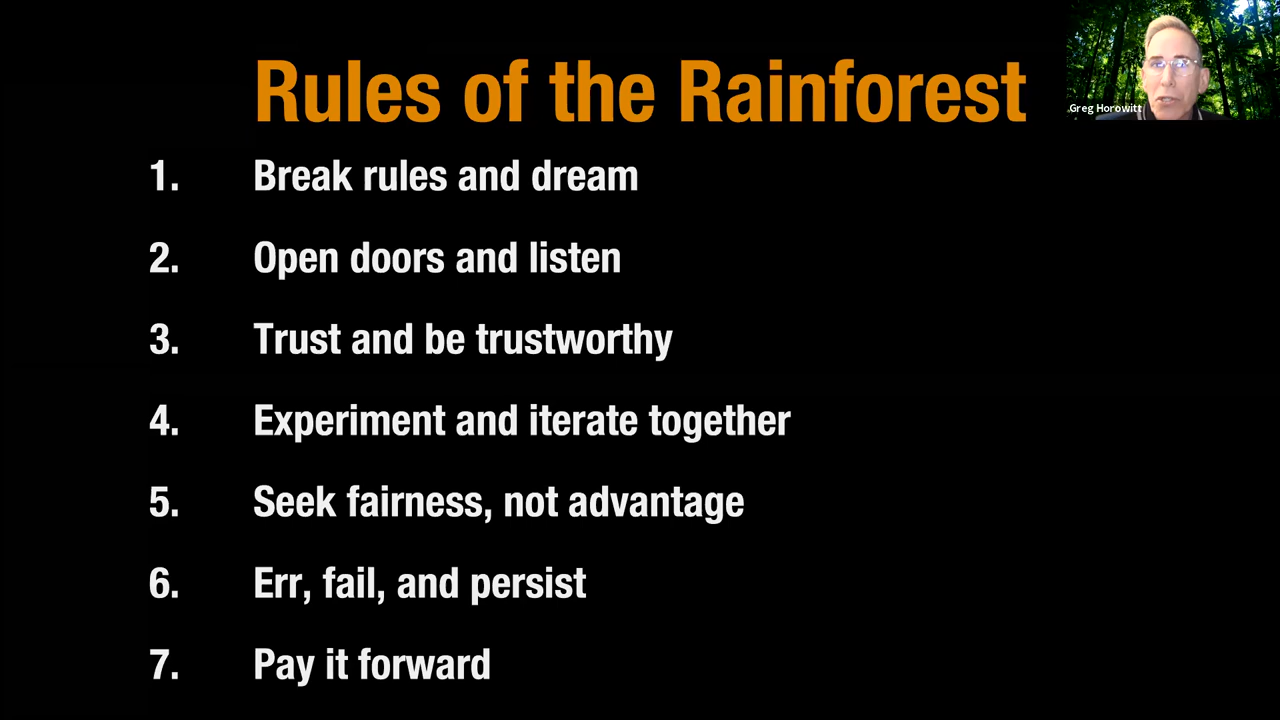 Rules of the Rainforest
Greg Horowitt
1. Break rules and dream
2. Open doors and listen
3. Trust and be trustworthy
4. Experiment and iterate together
5. Seek fairness, not advantage
6. Err, fail, and persist
7. Pay it forward